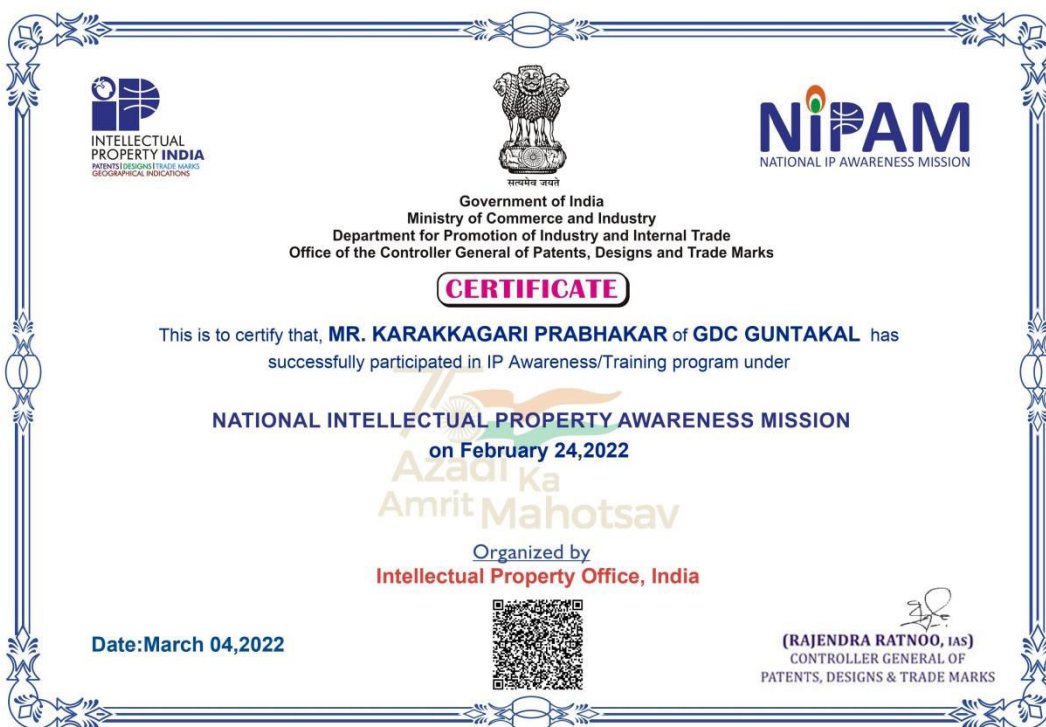 iP
INTELLECTUAL
PROPERTY INDIA
PATENTS | DESIGNS | TRADE MARKS
GEOGRAPHICAL INDICATIONS
सत्यमेव जयते
NiPAM
NATIONAL IP AWARENESS MISSION
Government of India
Ministry of Commerce and Industry
Department for Promotion of Industry and Internal Trade
Office of the Controller General of Patents, Designs and Trade Marks
CERTIFICATE
This is to certify that, MR. KARAKKAGARI PRABHAKAR of GDC GUNTAKAL has
successfully participated in IP Awareness/Training program under
NATIONAL INTELLECTUAL PROPERTY AWARENESS MISSION
on February 24,2022
75
Azadi Ka
Amrit Mahotsav
Organized by
Intellectual Property Office, India
Date:March 04,2022
(RAJENDRA RATNOO, IAS)
CONTROLLER GENERAL OF
PATENTS, DESIGNS & TRADE MARKS